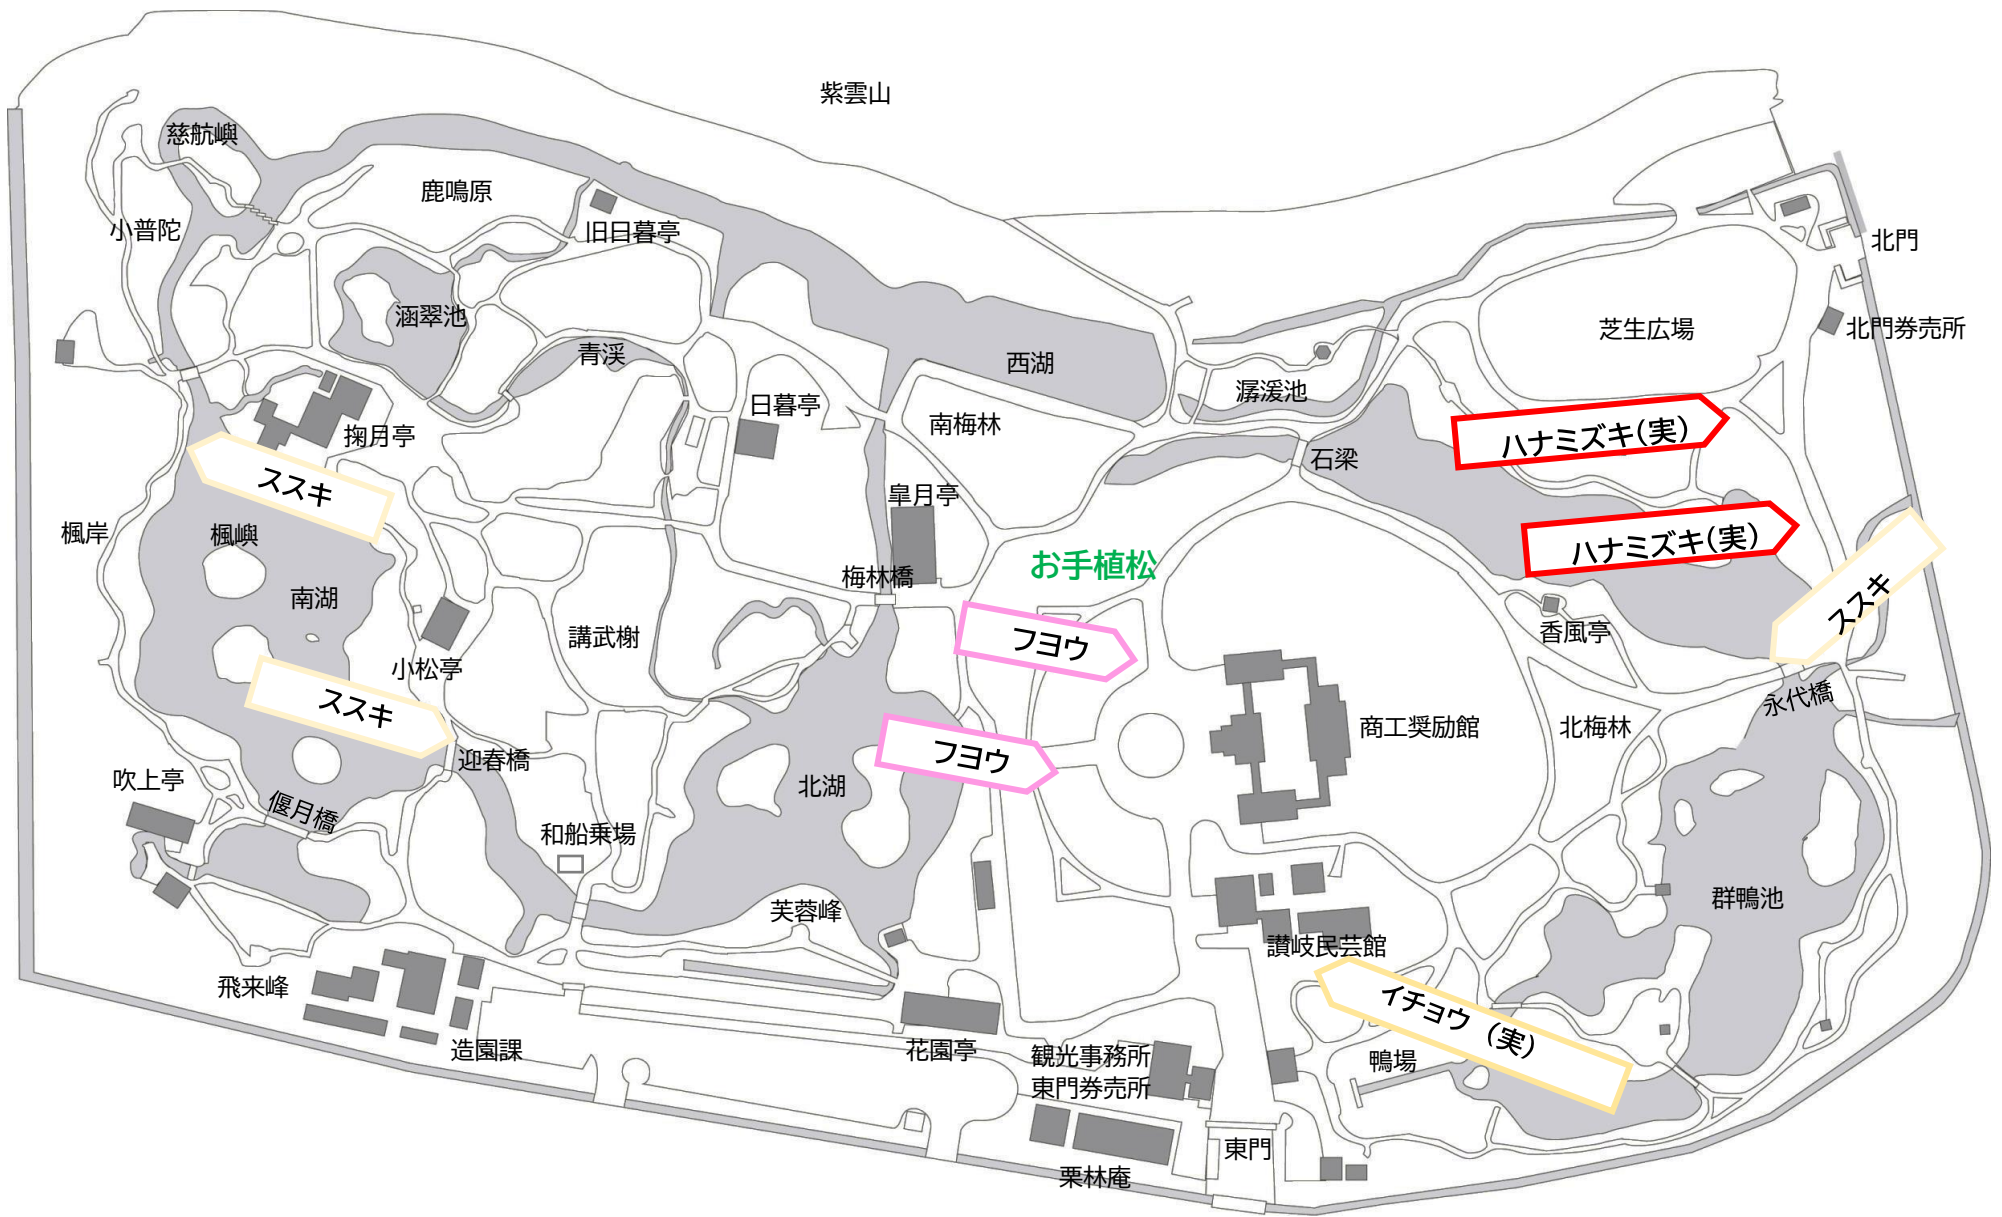 紫雲山
慈航嶼
鹿鳴原
小普陀
旧日暮亭
北門
涵翠池
芝生広場
北門券売所
青渓
西湖
潺湲池
日暮亭
掬月亭
南梅林
ハナミズキ(実)
石梁
ススキ
皐月亭
楓岸
楓嶼
ハナミズキ(実)
お手植松
梅林橋
南湖
ススキ
講武榭
フヨウ
香風亭
小松亭
ススキ
永代橋
商工奨励館
北梅林
迎春橋
フヨウ
吹上亭
北湖
偃月橋
和船乗場
群鴨池
芙蓉峰
讃岐民芸館
飛来峰
イチョウ (実)
造園課
花園亭
観光事務所
東門券売所
鴨場
東門
栗林庵